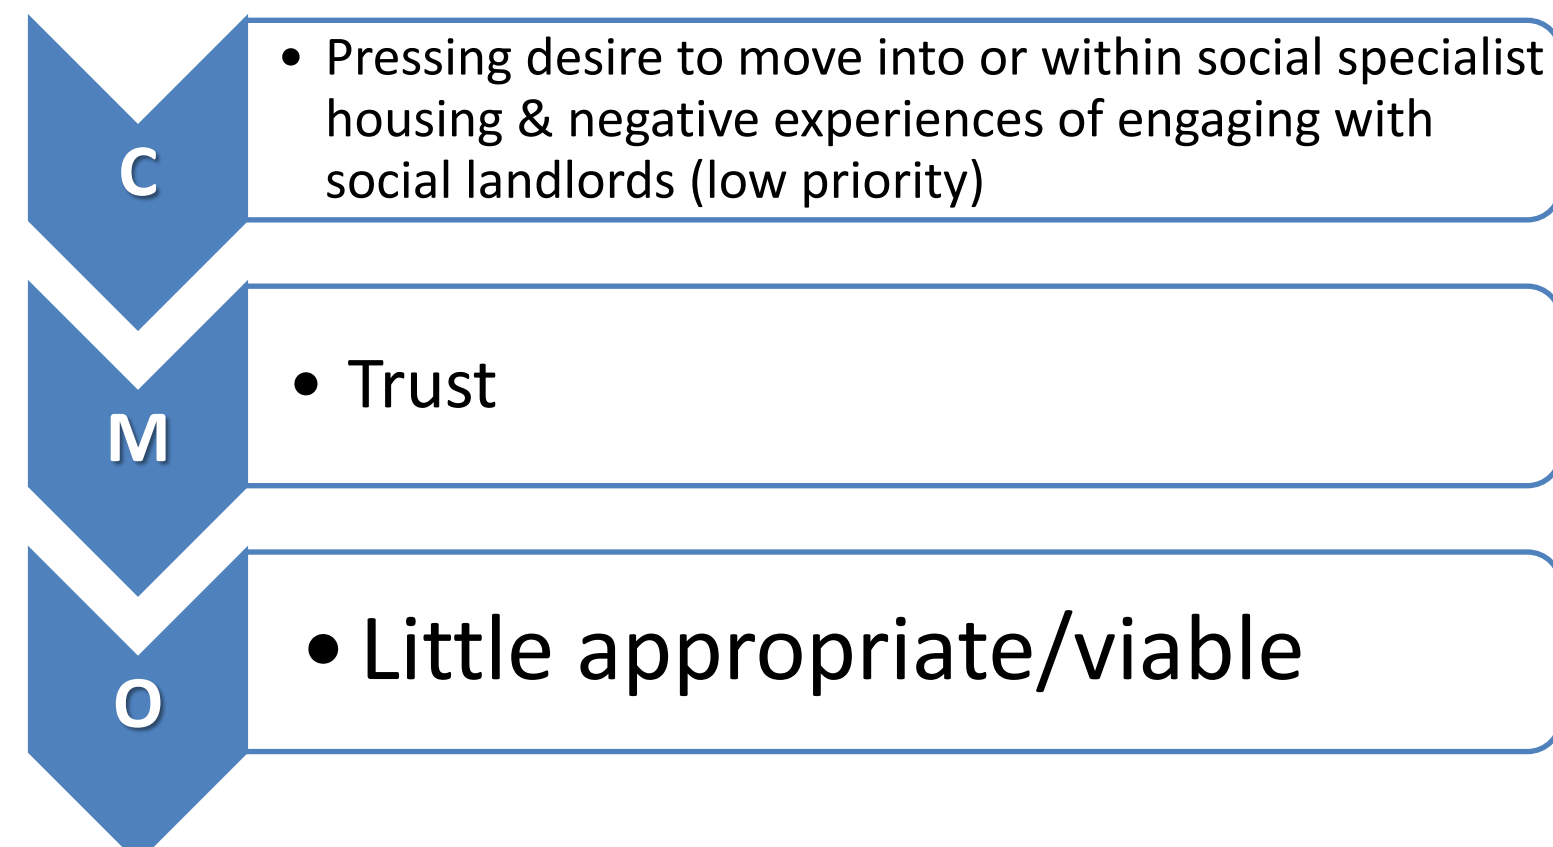 C
• Pressing desire to move into or within social specialist
housing & negative experiences of engaging with
social landlords (low priority)
M
• Trust
O
• Little appropriate/viable